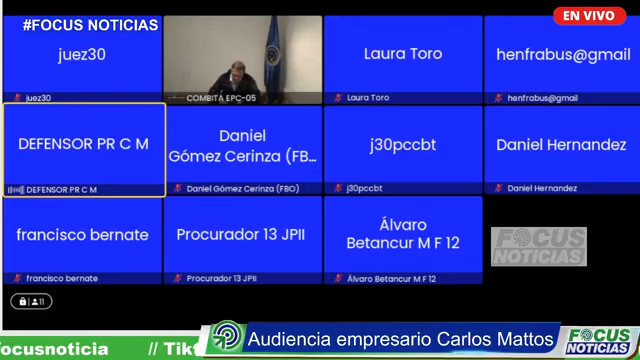 #FOCUS NOTICIAS
EN VIVO
juez30
juez30
COMBITA EPC-05
Laura Toro
Laura Toro
henfrabus@gmail
henfrabus@gmail
DEFENSOR PR C M
DEFENSOR PR C M
Daniel
Gómez Cerinza (FB...
Daniel Gómez Cerinza (FBO)
j30pccbt
j30pccbt
Daniel Hernandez
Daniel Hernandez
francisco bernate
francisco bernate
Procurador 13 JPII
Procurador 13 JPII
Álvaro
Betancur M F 12
Álvaro Betancur M F 12
FOCUS
NOTICIAS
11
focusnoticia // Tikt
Audiencia empresario Carlos Mattos
FOCUS
NOTICIAS